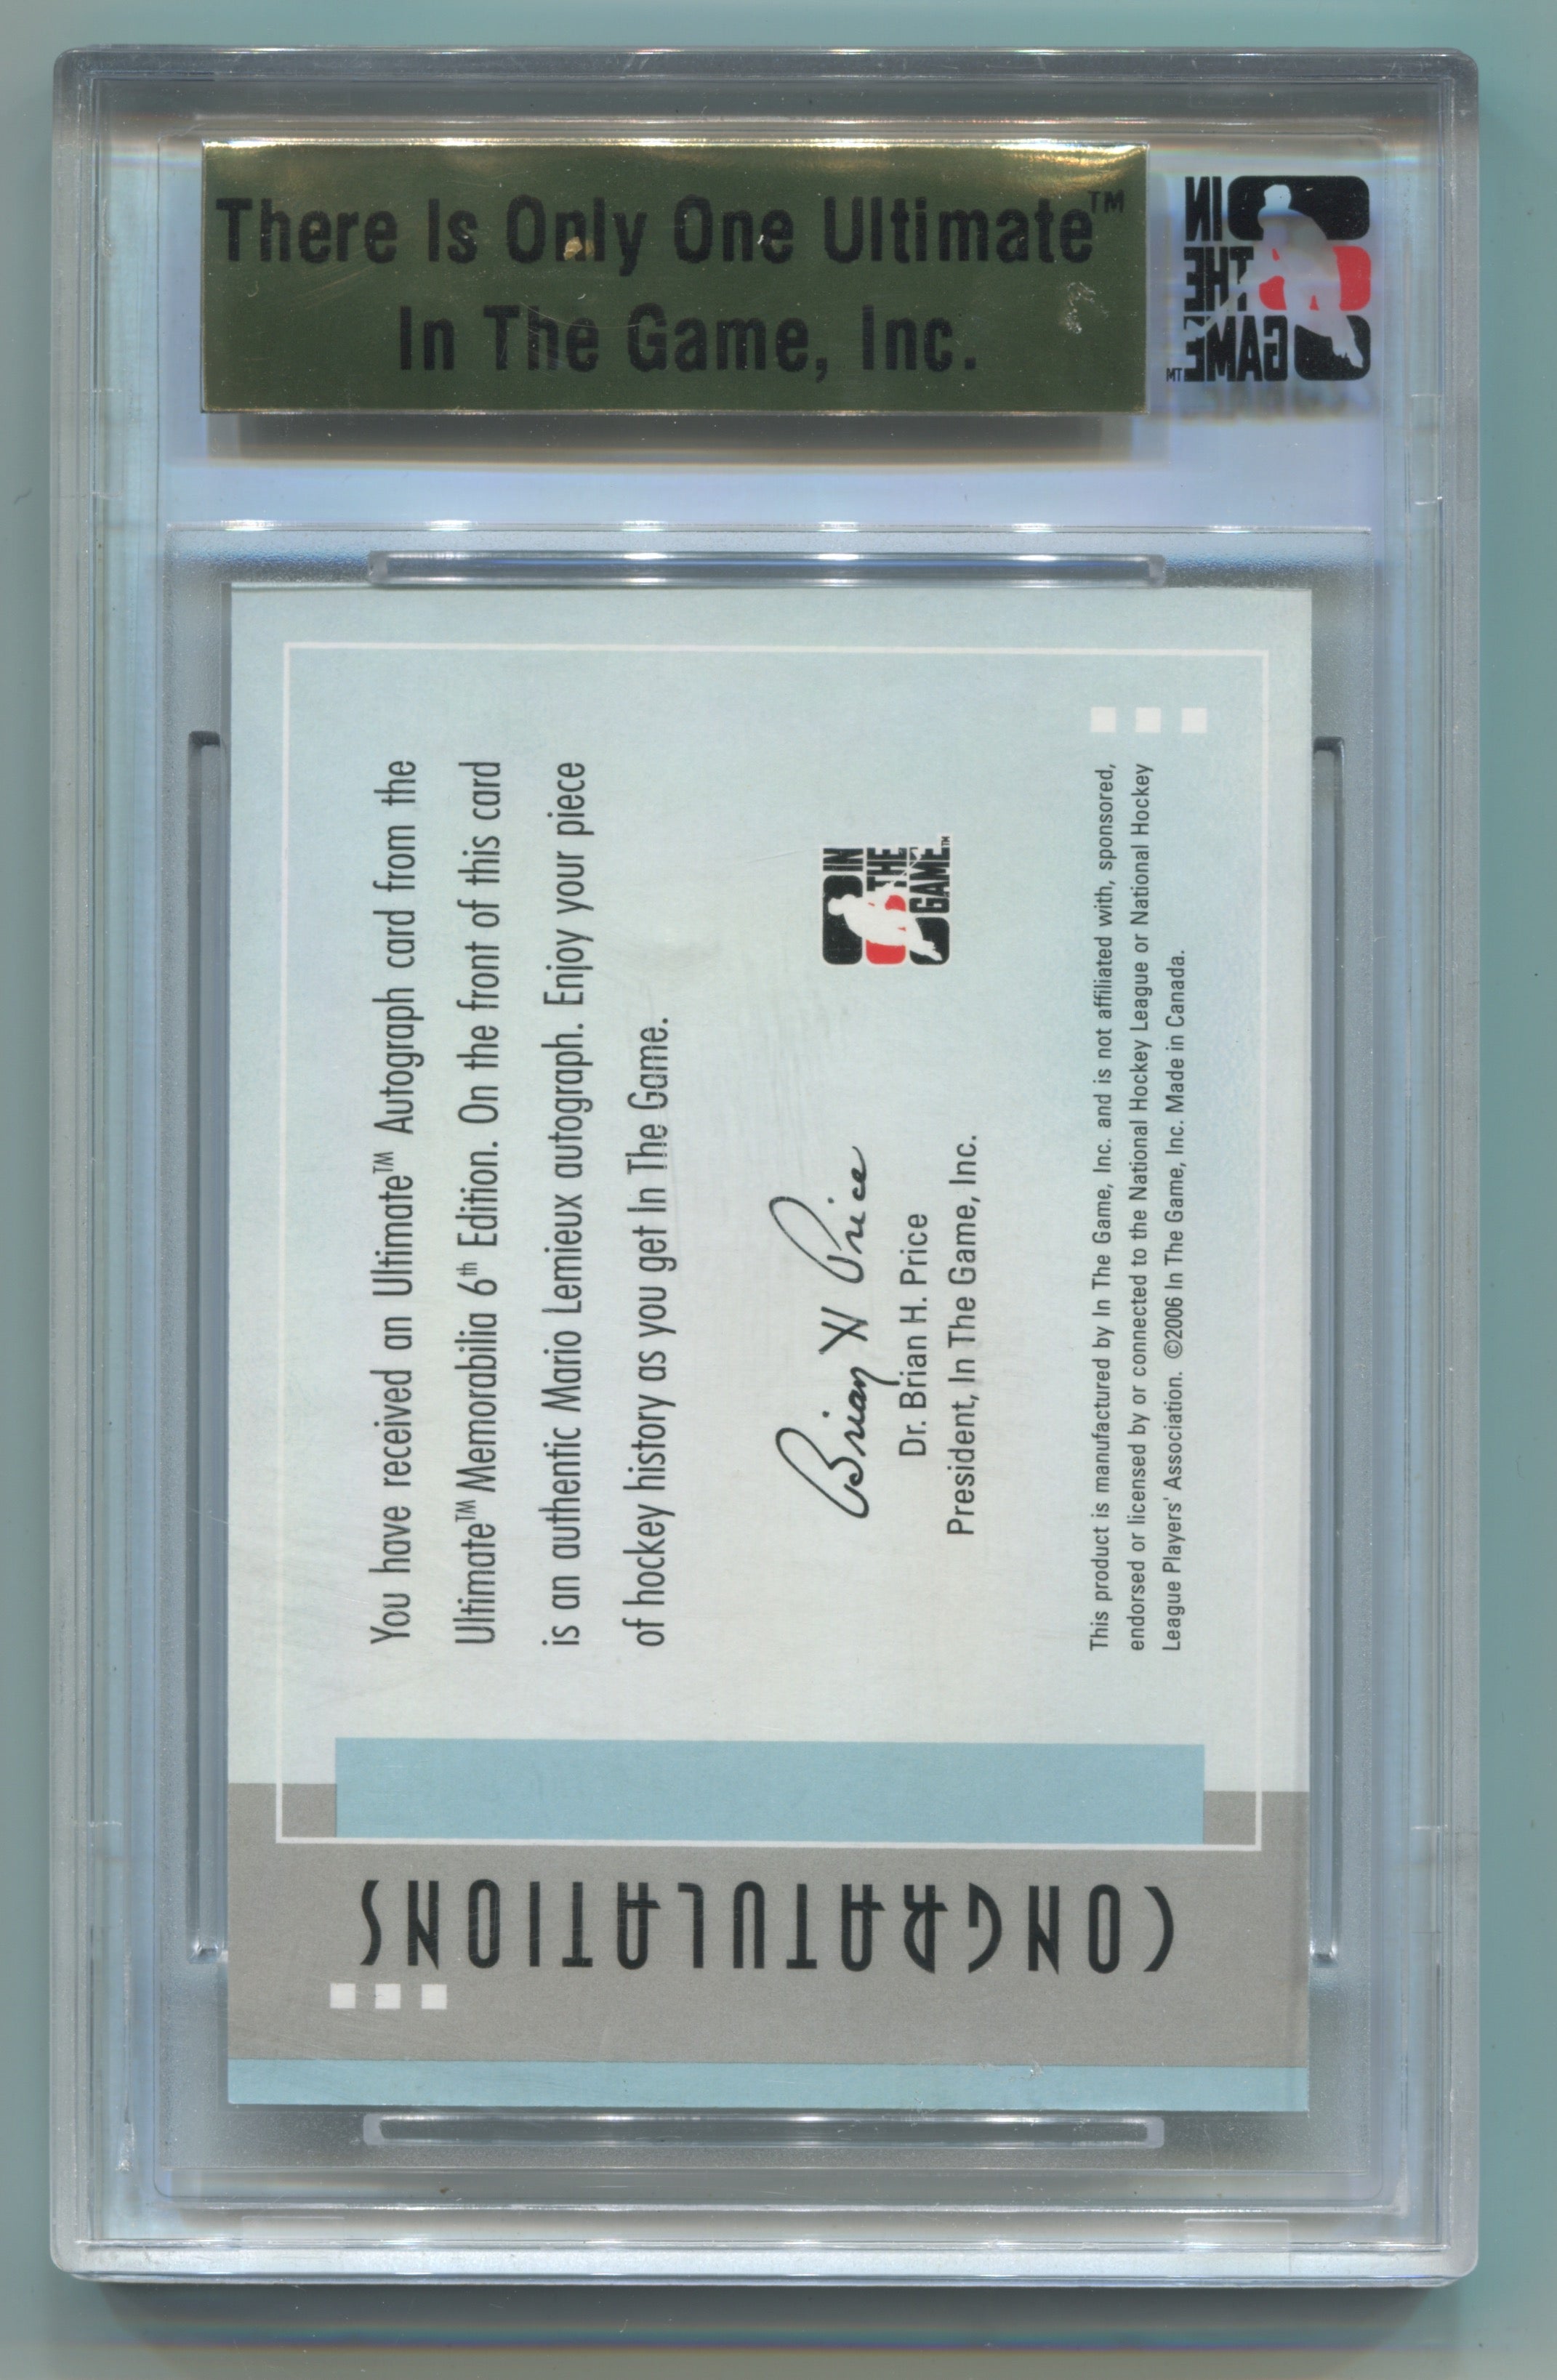 There Is Only One Ultimate™
In The Game, Inc.
IN
THE
GAME™
You have received an Ultimate™ Autograph card from the
Ultimate™ Memorabilia 6th Edition. On the front of this card
is an authentic Mario Lemieux autograph. Enjoy your piece
of hockey history as you get In The Game.
IN
THE
GAME™
Brian H Price
Dr. Brian H. Price
President, In The Game, Inc.
This product is manufactured by In The Game, Inc. and is not affiliated with, sponsored,
endorsed or licensed by or connected to the National Hockey League or National Hockey
League Players' Association. ©2006 In The Game, Inc. Made in Canada.
CONGRATULATIONS